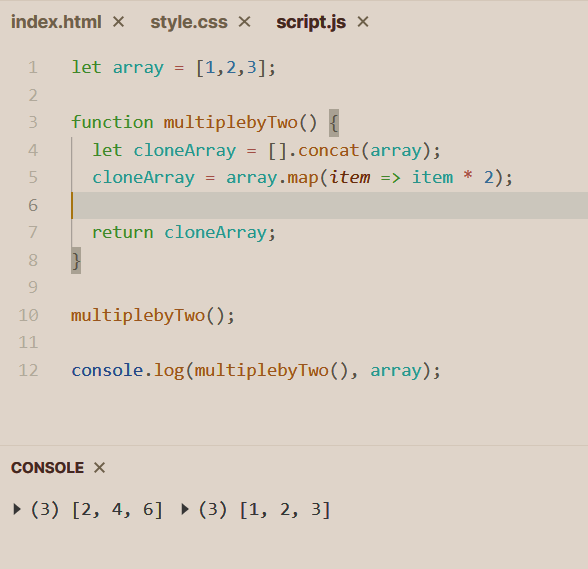 index.html × style.css × script.js ×
1 let array = [1,2,3];
2
3 function multiplebyTwo() {
4   let cloneArray = [].concat(array);
5   cloneArray = array.map(item => item * 2);
6
7   return cloneArray;
8 }
9
10 multiplebyTwo();
11
12 console.log(multiplebyTwo(), array);
CONSOLE ×
▶ (3) [2, 4, 6] ▶ (3) [1, 2, 3]